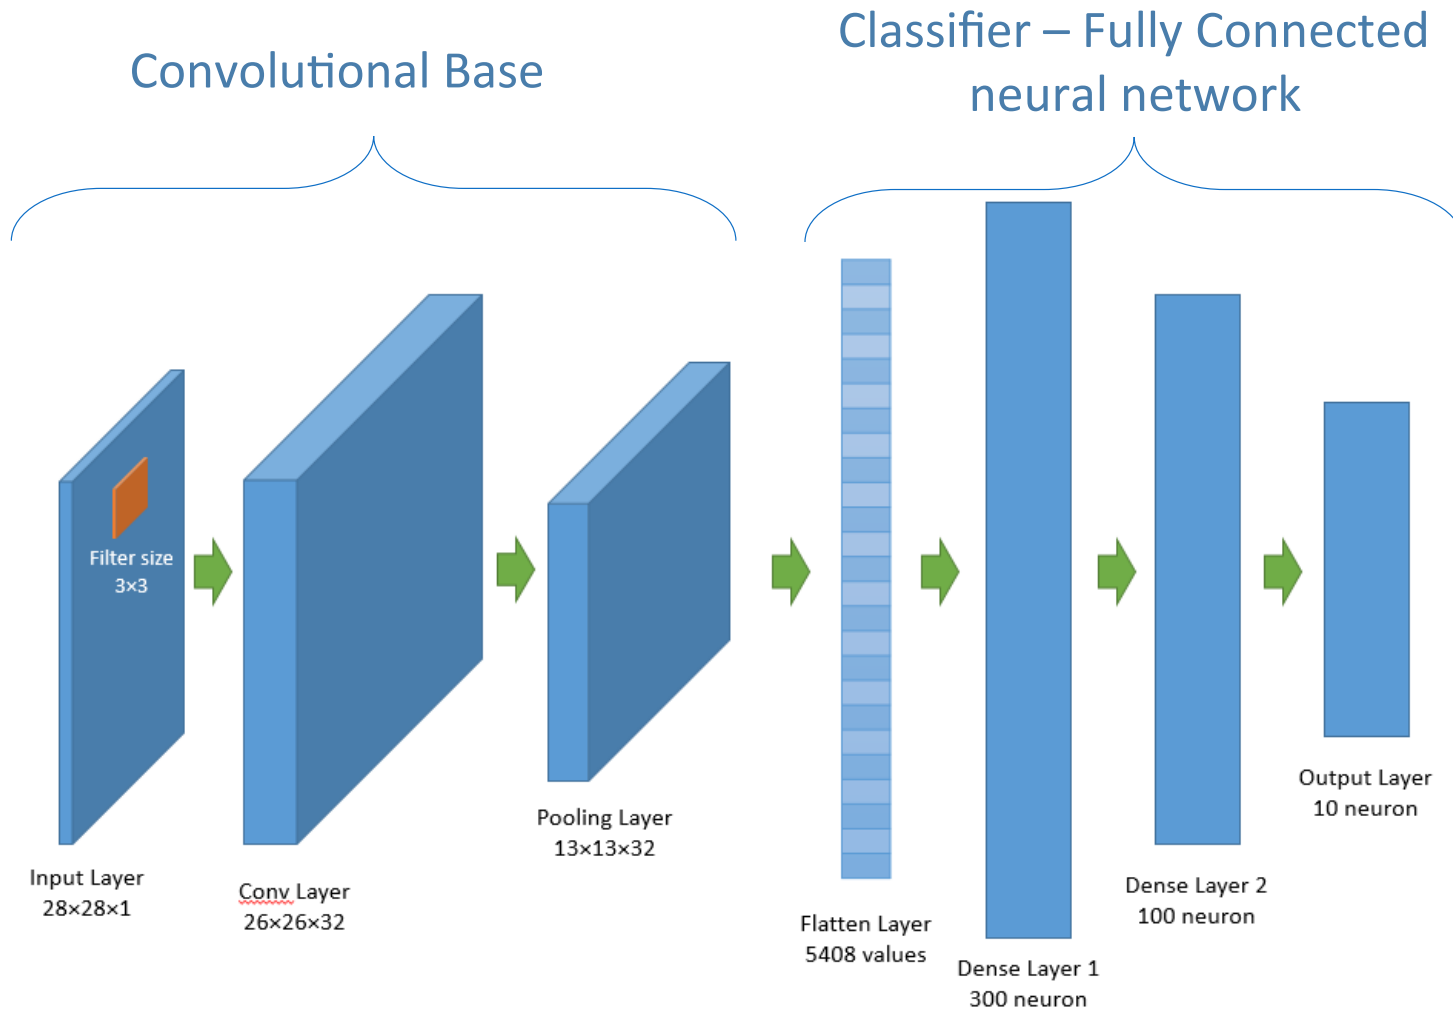 Convolutional Base
Classifier – Fully Connected
neural network
Filter size
3×3
Input Layer
28×28×1
Conv Layer
26×26×32
Pooling Layer
13×13×32
Flatten Layer
5408 values
Dense Layer 1
300 neuron
Dense Layer 2
100 neuron
Output Layer
10 neuron